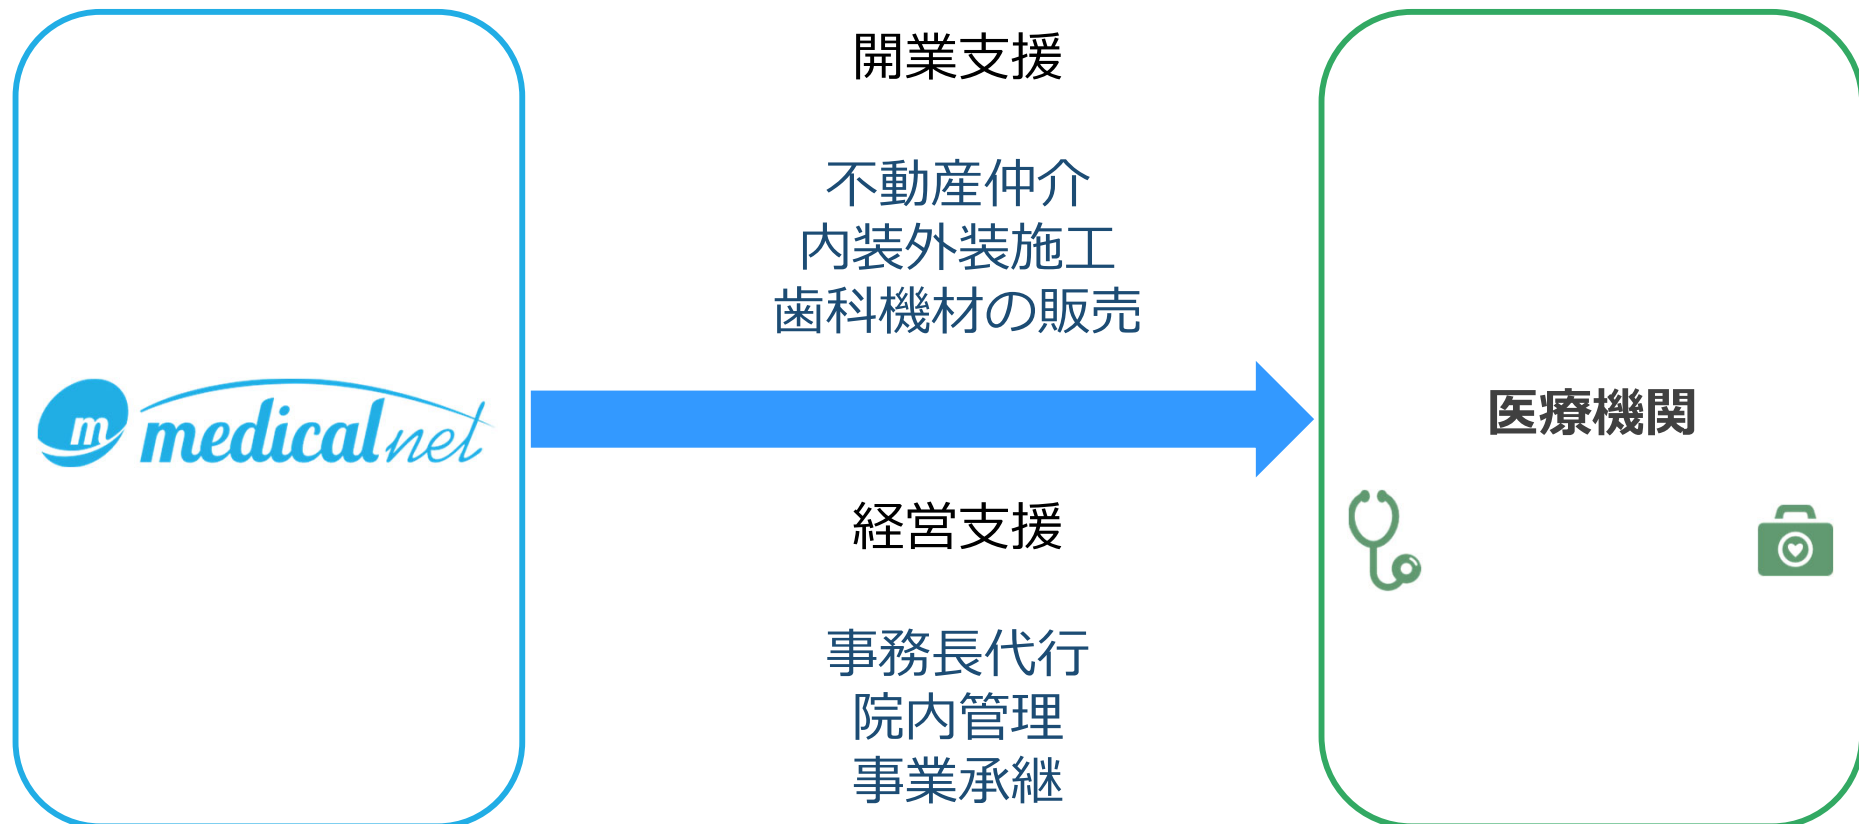 開業支援
不動産仲介
内装外装施工
歯科機材の販売
m medicalnet
医療機関
経営支援
事務長代行
院内管理
事業承継